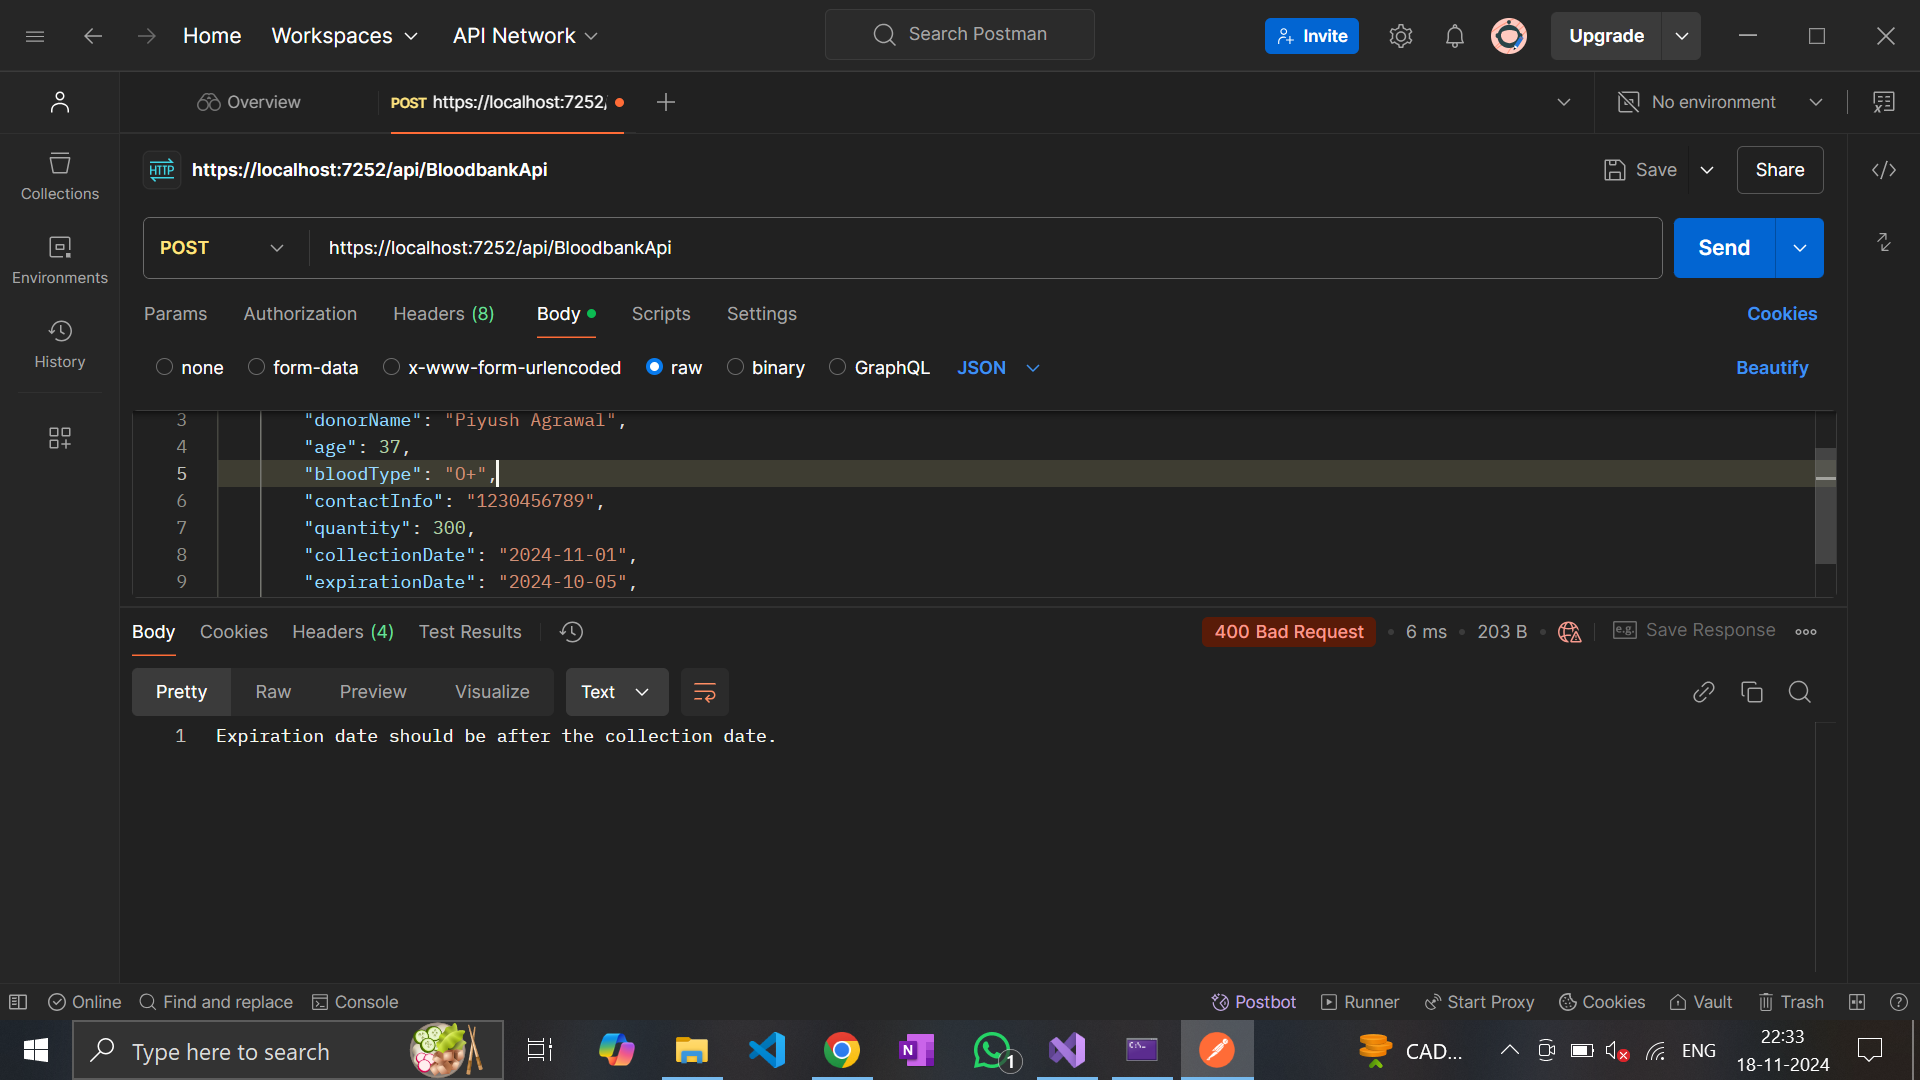 Home Workspaces API Network Search Postman Invite Upgrade
Overview POST https://localhost:7252/ No environment
HTTP https://localhost:7252/api/BloodbankApi Save Share
Collections
POST https://localhost:7252/api/BloodbankApi Send
Environments
Params Authorization Headers (8) Body Scripts Settings Cookies
History
none form-data x-www-form-urlencoded raw binary GraphQL JSON Beautify
3 "donorName": "Piyush Agrawal",
4 "age": 37,
5 "bloodType": "O+",
6 "contactInfo": "1230456789",
7 "quantity": 300,
8 "collectionDate": "2024-11-01",
9 "expirationDate": "2024-10-05",
Body Cookies Headers (4) Test Results 400 Bad Request 6 ms 203 B e.g. Save Response
Pretty Raw Preview Visualize Text
1 Expiration date should be after the collection date.
Online Find and replace Console Postbot Runner Start Proxy Cookies Vault Trash
Type here to search N 1 CAD... ENG 22:33
18-11-2024